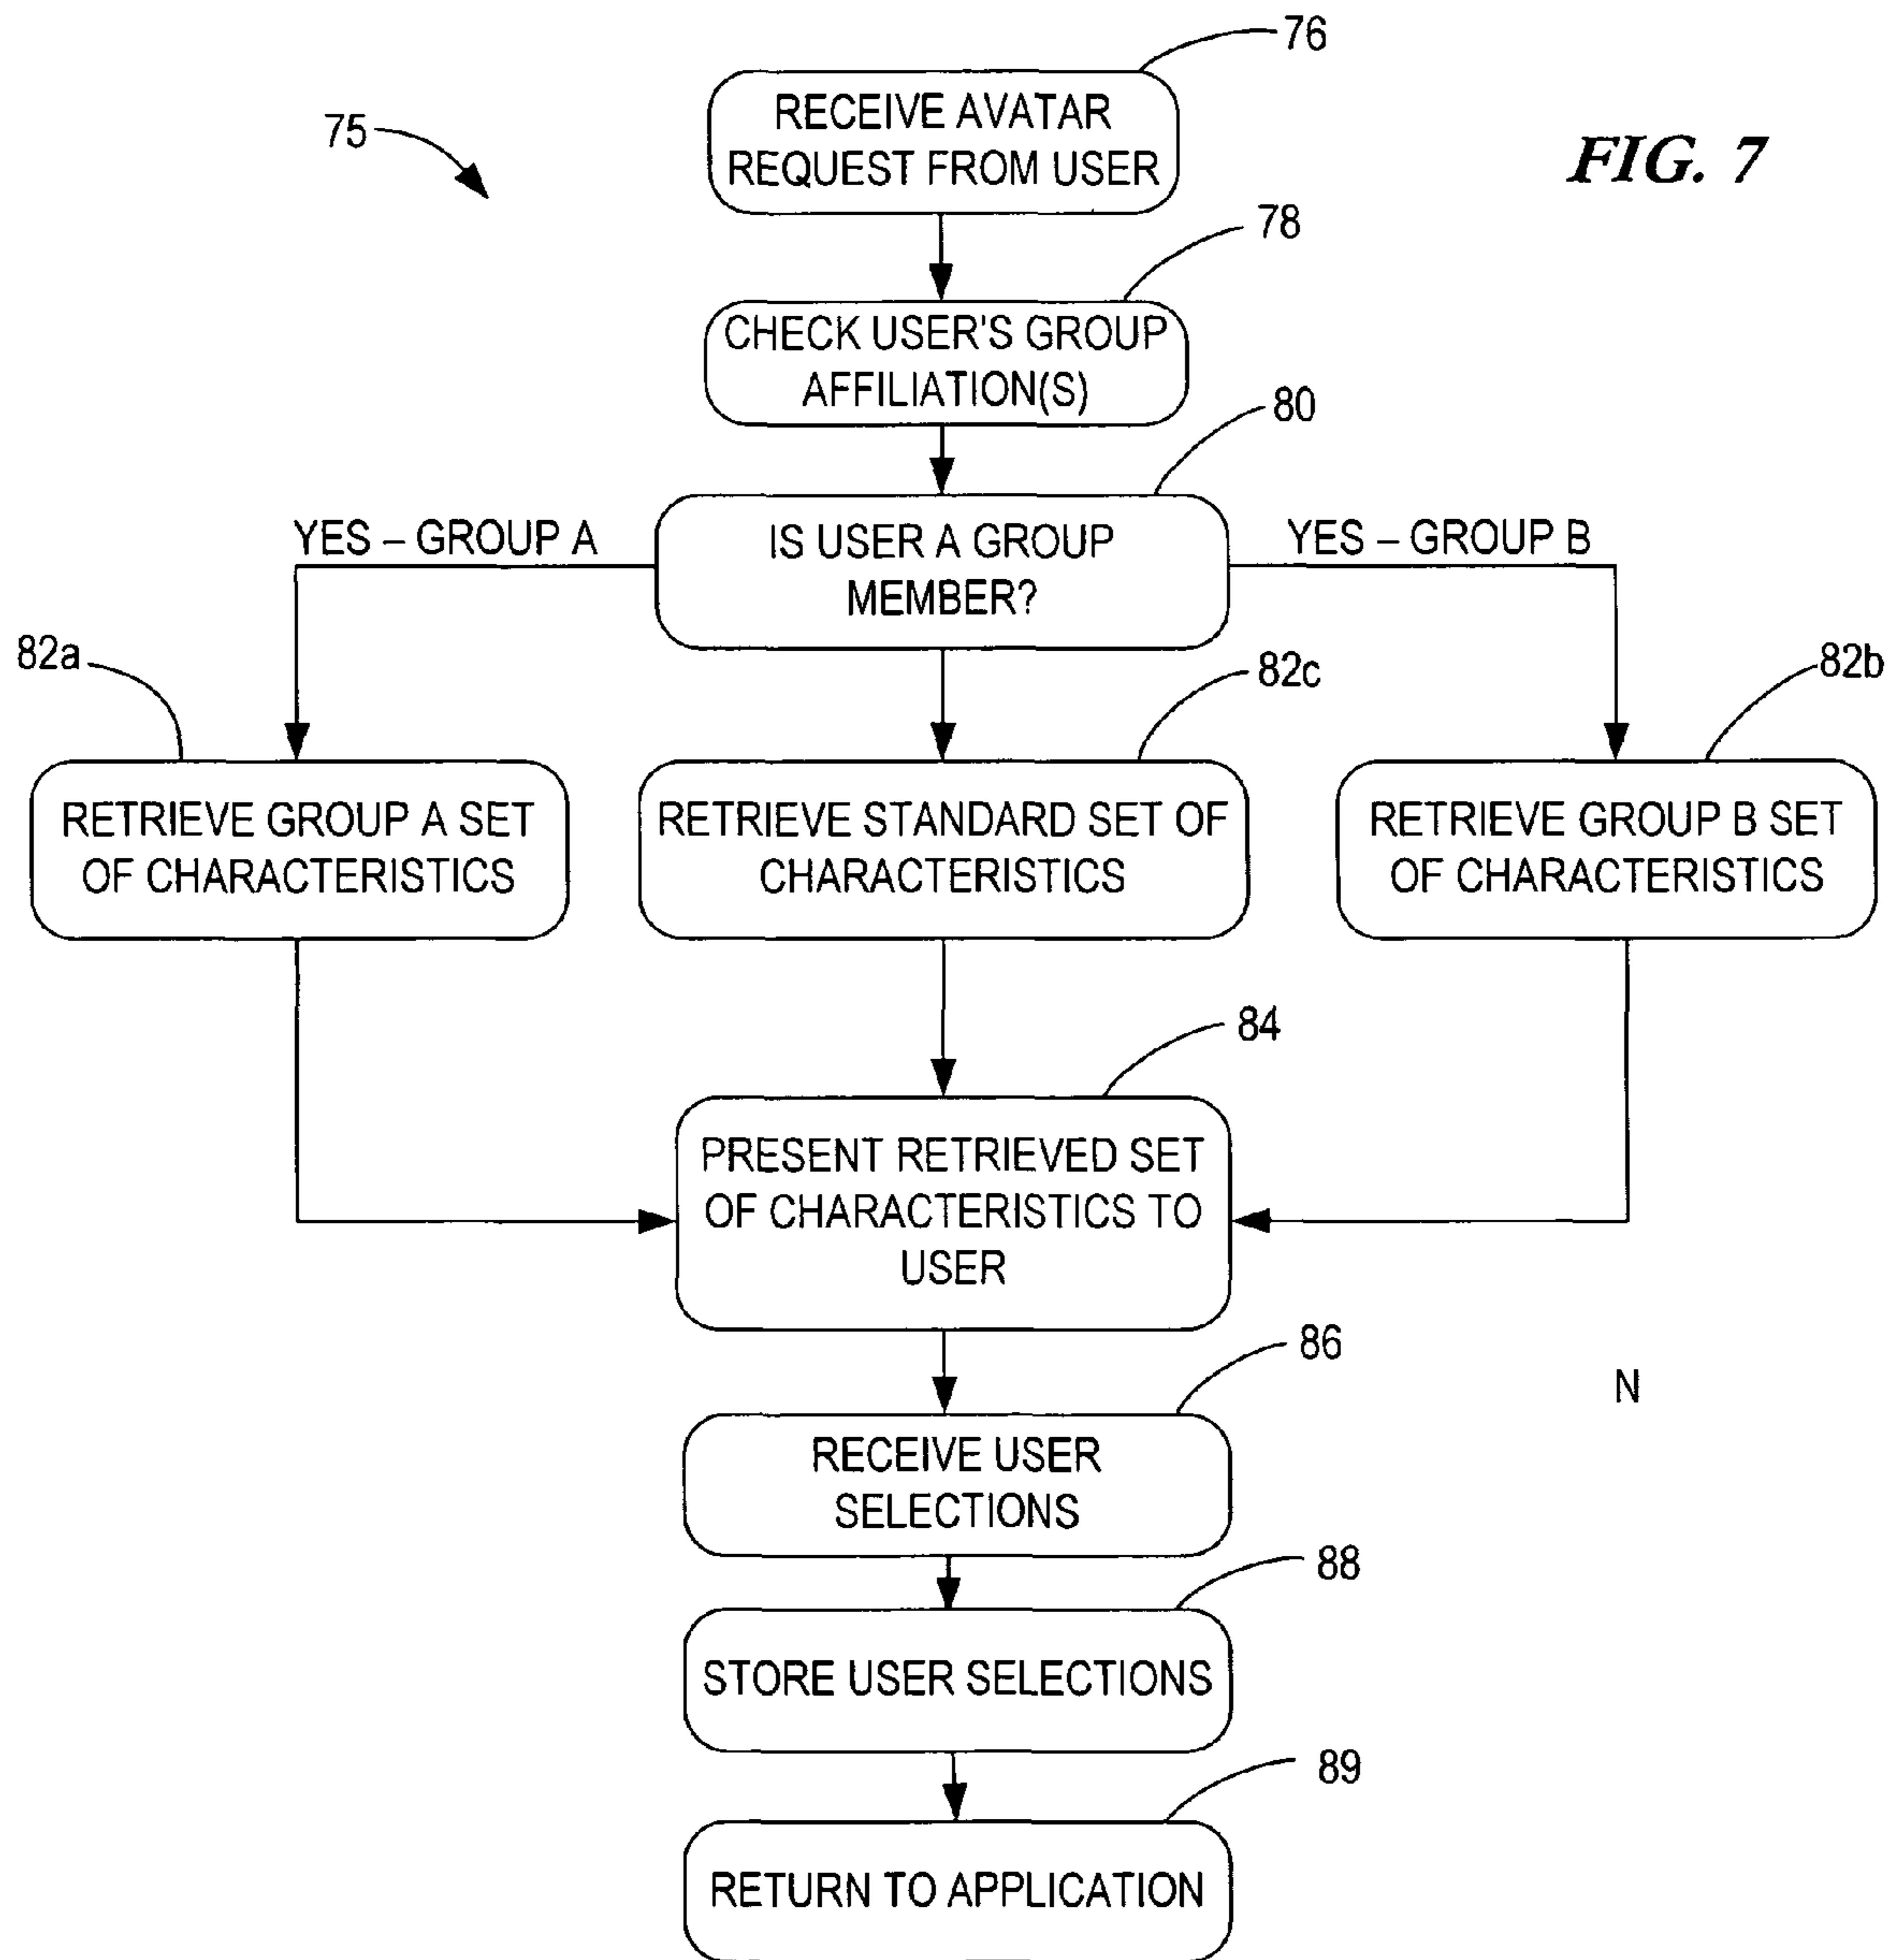 76
RECEIVE AVATAR
REQUEST FROM USER
75
FIG. 7
78
CHECK USER'S GROUP
AFFILIATION(S)
80
YES – GROUP A
IS USER A GROUP
MEMBER?
YES – GROUP B
82a
82c
82b
RETRIEVE GROUP A SET
OF CHARACTERISTICS
RETRIEVE STANDARD SET OF
CHARACTERISTICS
RETRIEVE GROUP B SET
OF CHARACTERISTICS
84
PRESENT RETRIEVED SET
OF CHARACTERISTICS TO
USER
86
N
RECEIVE USER
SELECTIONS
88
STORE USER SELECTIONS
89
RETURN TO APPLICATION